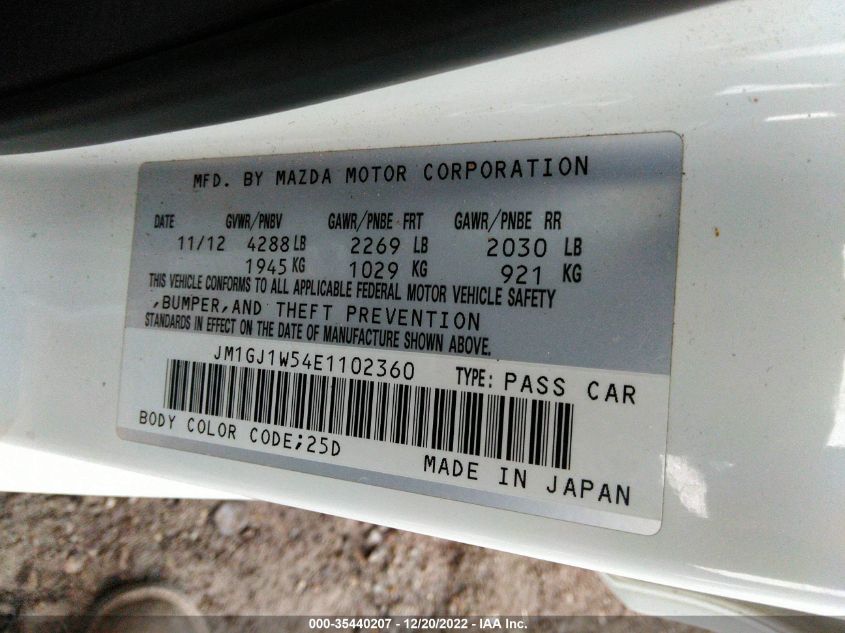 MFD. BY MAZDA MOTOR CORPORATION
DATE GVWR/PNBV GAWR/PNBE FRT GAWR/PNBE RR
11/12 4288 LB 2269 LB 2030 LB
1945 KG 1029 KG 921 KG
THIS VEHICLE CONFORMS TO ALL APPLICABLE FEDERAL MOTOR VEHICLE SAFETY
,BUMPER,AND THEFT PREVENTION
STANDARDS IN EFFECT ON THE DATE OF MANUFACTURE SHOWN ABOVE.
JM1GJ1W54E1102360 TYPE: PASS CAR
BODY COLOR CODE;25D
MADE IN JAPAN
000-35440207 - 12/20/2022 - IAA Inc.